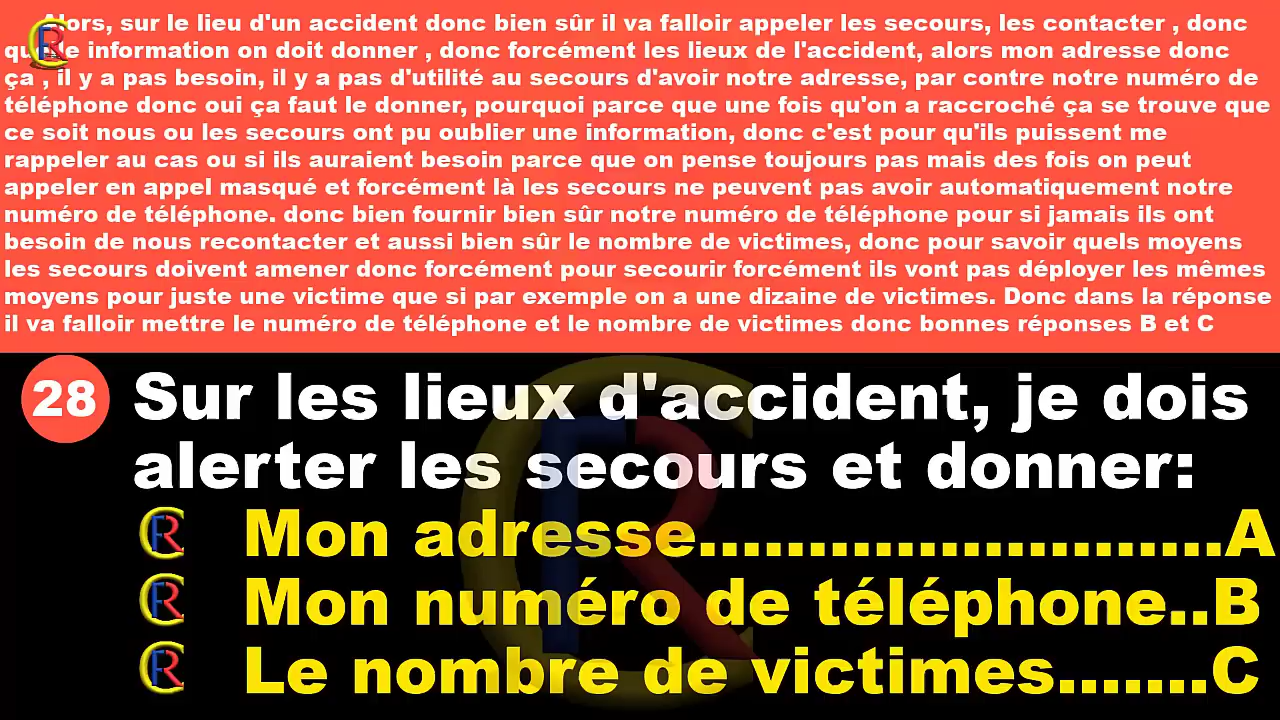 Alors, sur le lieu d'un accident donc bien sûr il va falloir appeler les secours, les contacter , donc
quelle information on doit donner , donc forcément les lieux de l'accident, alors mon adresse donc
ça , il y a pas besoin, il y a pas d'utilité au secours d'avoir notre adresse, par contre notre numéro de
téléphone donc oui ça faut le donner, pourquoi parce que une fois qu'on a raccroché ça se trouve que
ce soit nous ou les secours ont pu oublier une information, donc c'est pour qu'ils puissent me
rappeler au cas ou si ils auraient besoin parce que on pense toujours pas mais des fois on peut
appeler en appel masqué et forcément là les secours ne peuvent pas avoir automatiquement notre
numéro de téléphone. donc bien fournir bien sûr notre numéro de téléphone pour si jamais ils ont
besoin de nous recontacter et aussi bien sûr le nombre de victimes, donc pour savoir quels moyens
les secours doivent amener donc forcément pour secourir forcément ils vont pas déployer les mêmes
moyens pour juste une victime que si par exemple on a une dizaine de victimes. Donc dans la réponse
il va falloir mettre le numéro de téléphone et le nombre de victimes donc bonnes réponses B et C
28 Sur les lieux d'accident, je dois
alerter les secours et donner:
Mon adresse........................A
Mon numéro de téléphone..B
Le nombre de victimes.......C